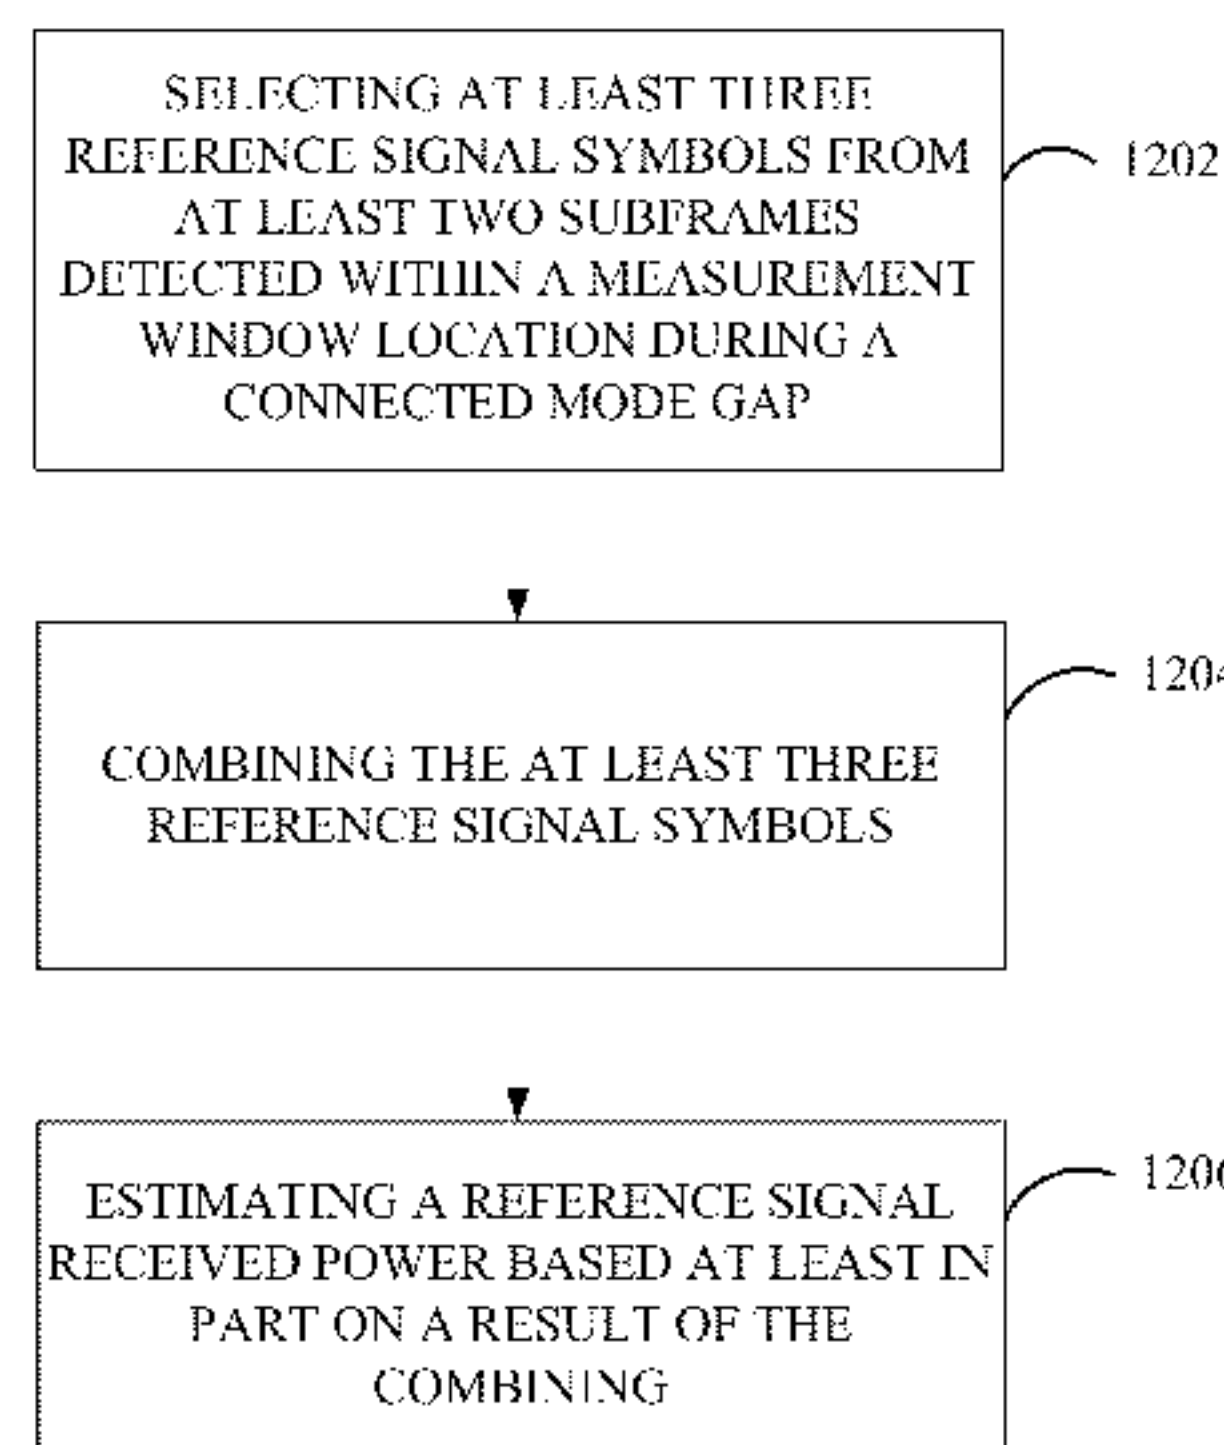 SELECTING AT LEAST THREE
REFERENCE SIGNAL SYMBOLS FROM
AT LEAST TWO SUBFRAMES
DETECTED WITHIN A MEASUREMENT
WINDOW LOCATION DURING A
CONNECTED MODE GAP
1202
1204
COMBINING THE AT LEAST THREE
REFERENCE SIGNAL SYMBOLS
1206
ESTIMATING A REFERENCE SIGNAL
RECEIVED POWER BASED AT LEAST IN
PART ON A RESULT OF THE
COMBINING